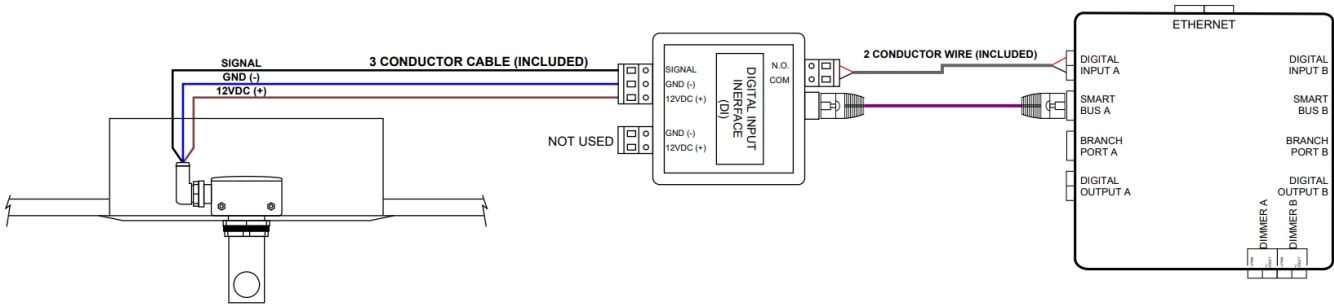 ETHERNET
SIGNAL
3 CONDUCTOR CABLE (INCLUDED)
GND (-)
12VDC (+)
SIGNAL
GND (-)
12VDC (+)
NOT USED
GND (-)
12VDC (+)
DIGITAL INPUT
INERFACE
(DI)
N.O.
COM
2 CONDUCTOR WIRE (INCLUDED)
DIGITAL
INPUT A
SMART
BUS A
BRANCH
PORT A
DIGITAL
OUTPUT A
DIGITAL
INPUT B
SMART
BUS B
BRANCH
PORT B
DIGITAL
OUTPUT B
DIMMER A
DIMMER B